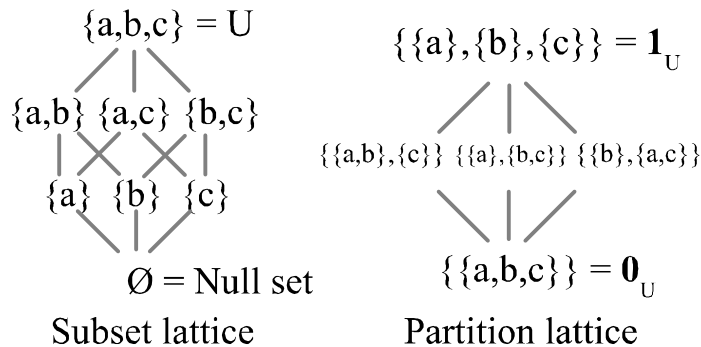 {a,b,c} = U
{a,b} {a,c} {b,c}
{a} {b} {c}
Ø = Null set
Subset lattice
{{a},{b},{c}} = 1U
{{a,b},{c}} {{a},{b,c}} {{b},{a,c}}
{{a,b,c}} = 0U
Partition lattice